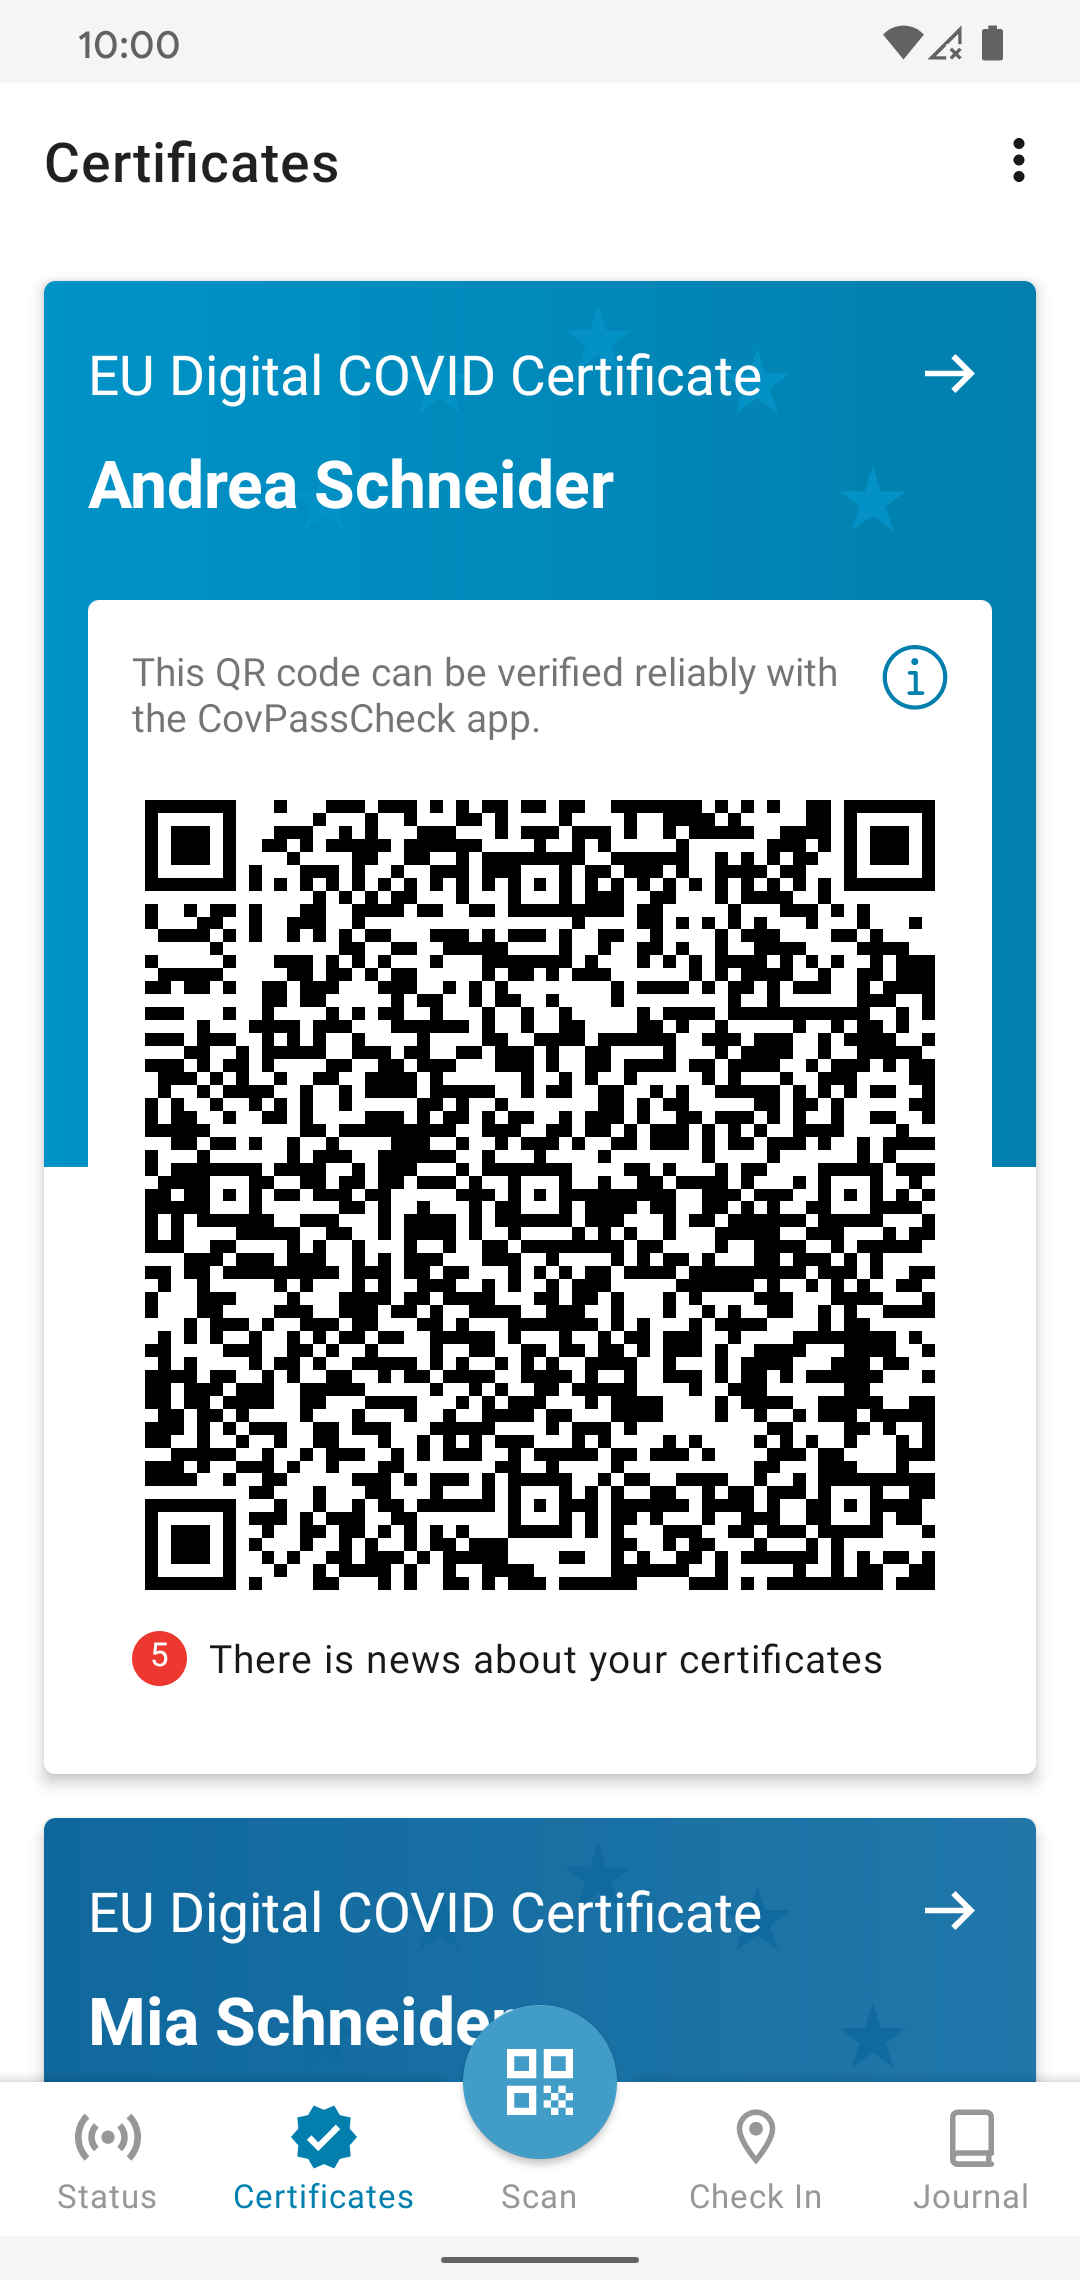 10:00
Certificates
EU Digital COVID Certificate
Andrea Schneider
This QR code can be verified reliably with
the CovPassCheck app.
5 There is news about your certificates
EU Digital COVID Certificate
Mia Schneider
Status
Certificates
Scan
Check In
Journal